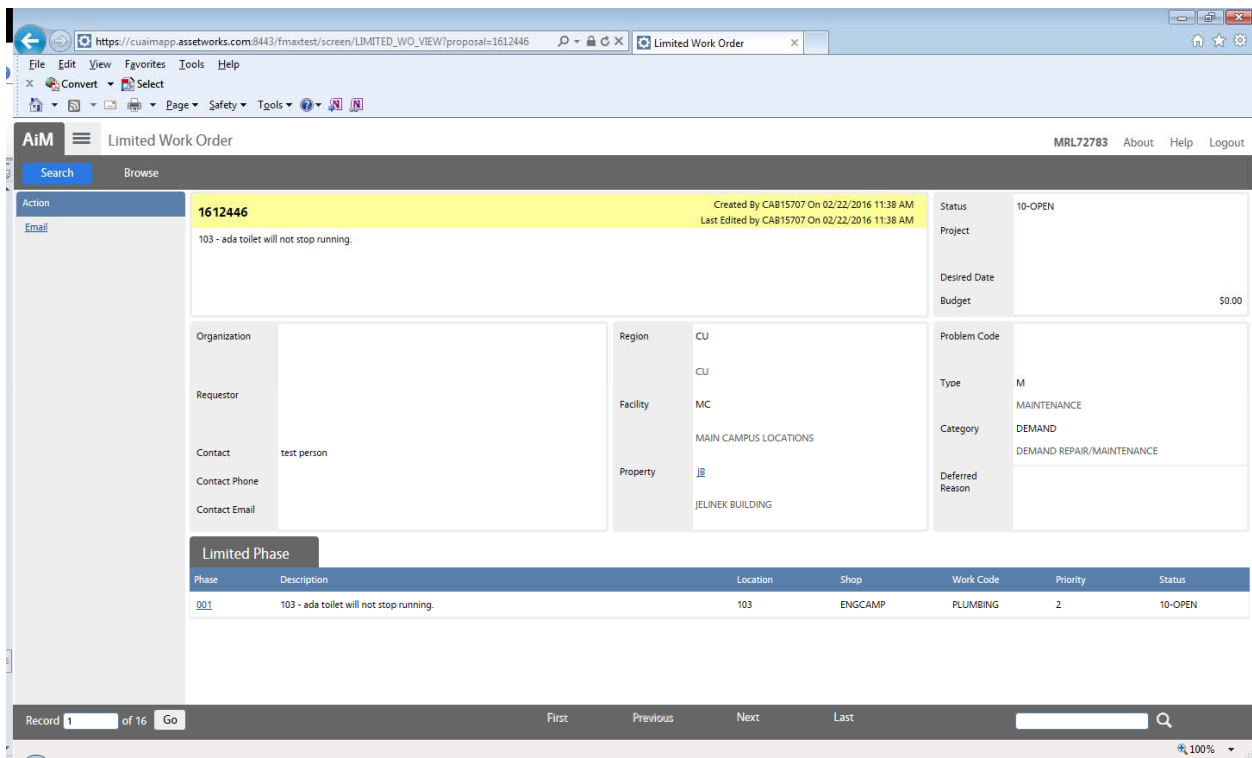 https://cuaimapp.assetworks.com:8443/fmaxtest/screen/LIMITED_WO_VIEW?proposal=1612446
Limited Work Order
File Edit View Favorites Tools Help
Convert Select
Page Safety Tools
AiM Limited Work Order MRL72783 About Help Logout
Search Browse
Action
Email
1612446
Created By CAB15707 On 02/22/2016 11:38 AM
Last Edited by CAB15707 On 02/22/2016 11:38 AM
103 - ada toilet will not stop running.
Status 10-OPEN
Project
Desired Date
Budget $0.00
Organization
Requestor
Contact test person
Contact Phone
Contact Email
Region CU
CU
Facility MC
MAIN CAMPUS LOCATIONS
Property JB
JELINEK BUILDING
Problem Code
Type M
MAINTENANCE
Category DEMAND
DEMAND REPAIR/MAINTENANCE
Deferred
Reason
Limited Phase
Phase Description Location Shop Work Code Priority Status
001 103 - ada toilet will not stop running. 103 ENGCAMP PLUMBING 2 10-OPEN
Record 1 of 16 Go First Previous Next Last
100%